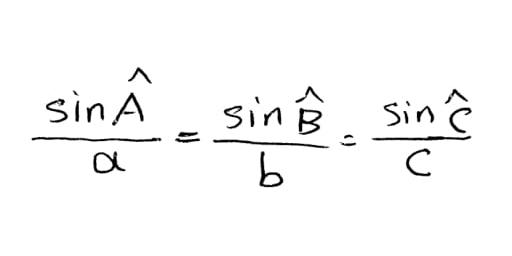 sin Â/a = sin B̂/b = sin Ĉ/c